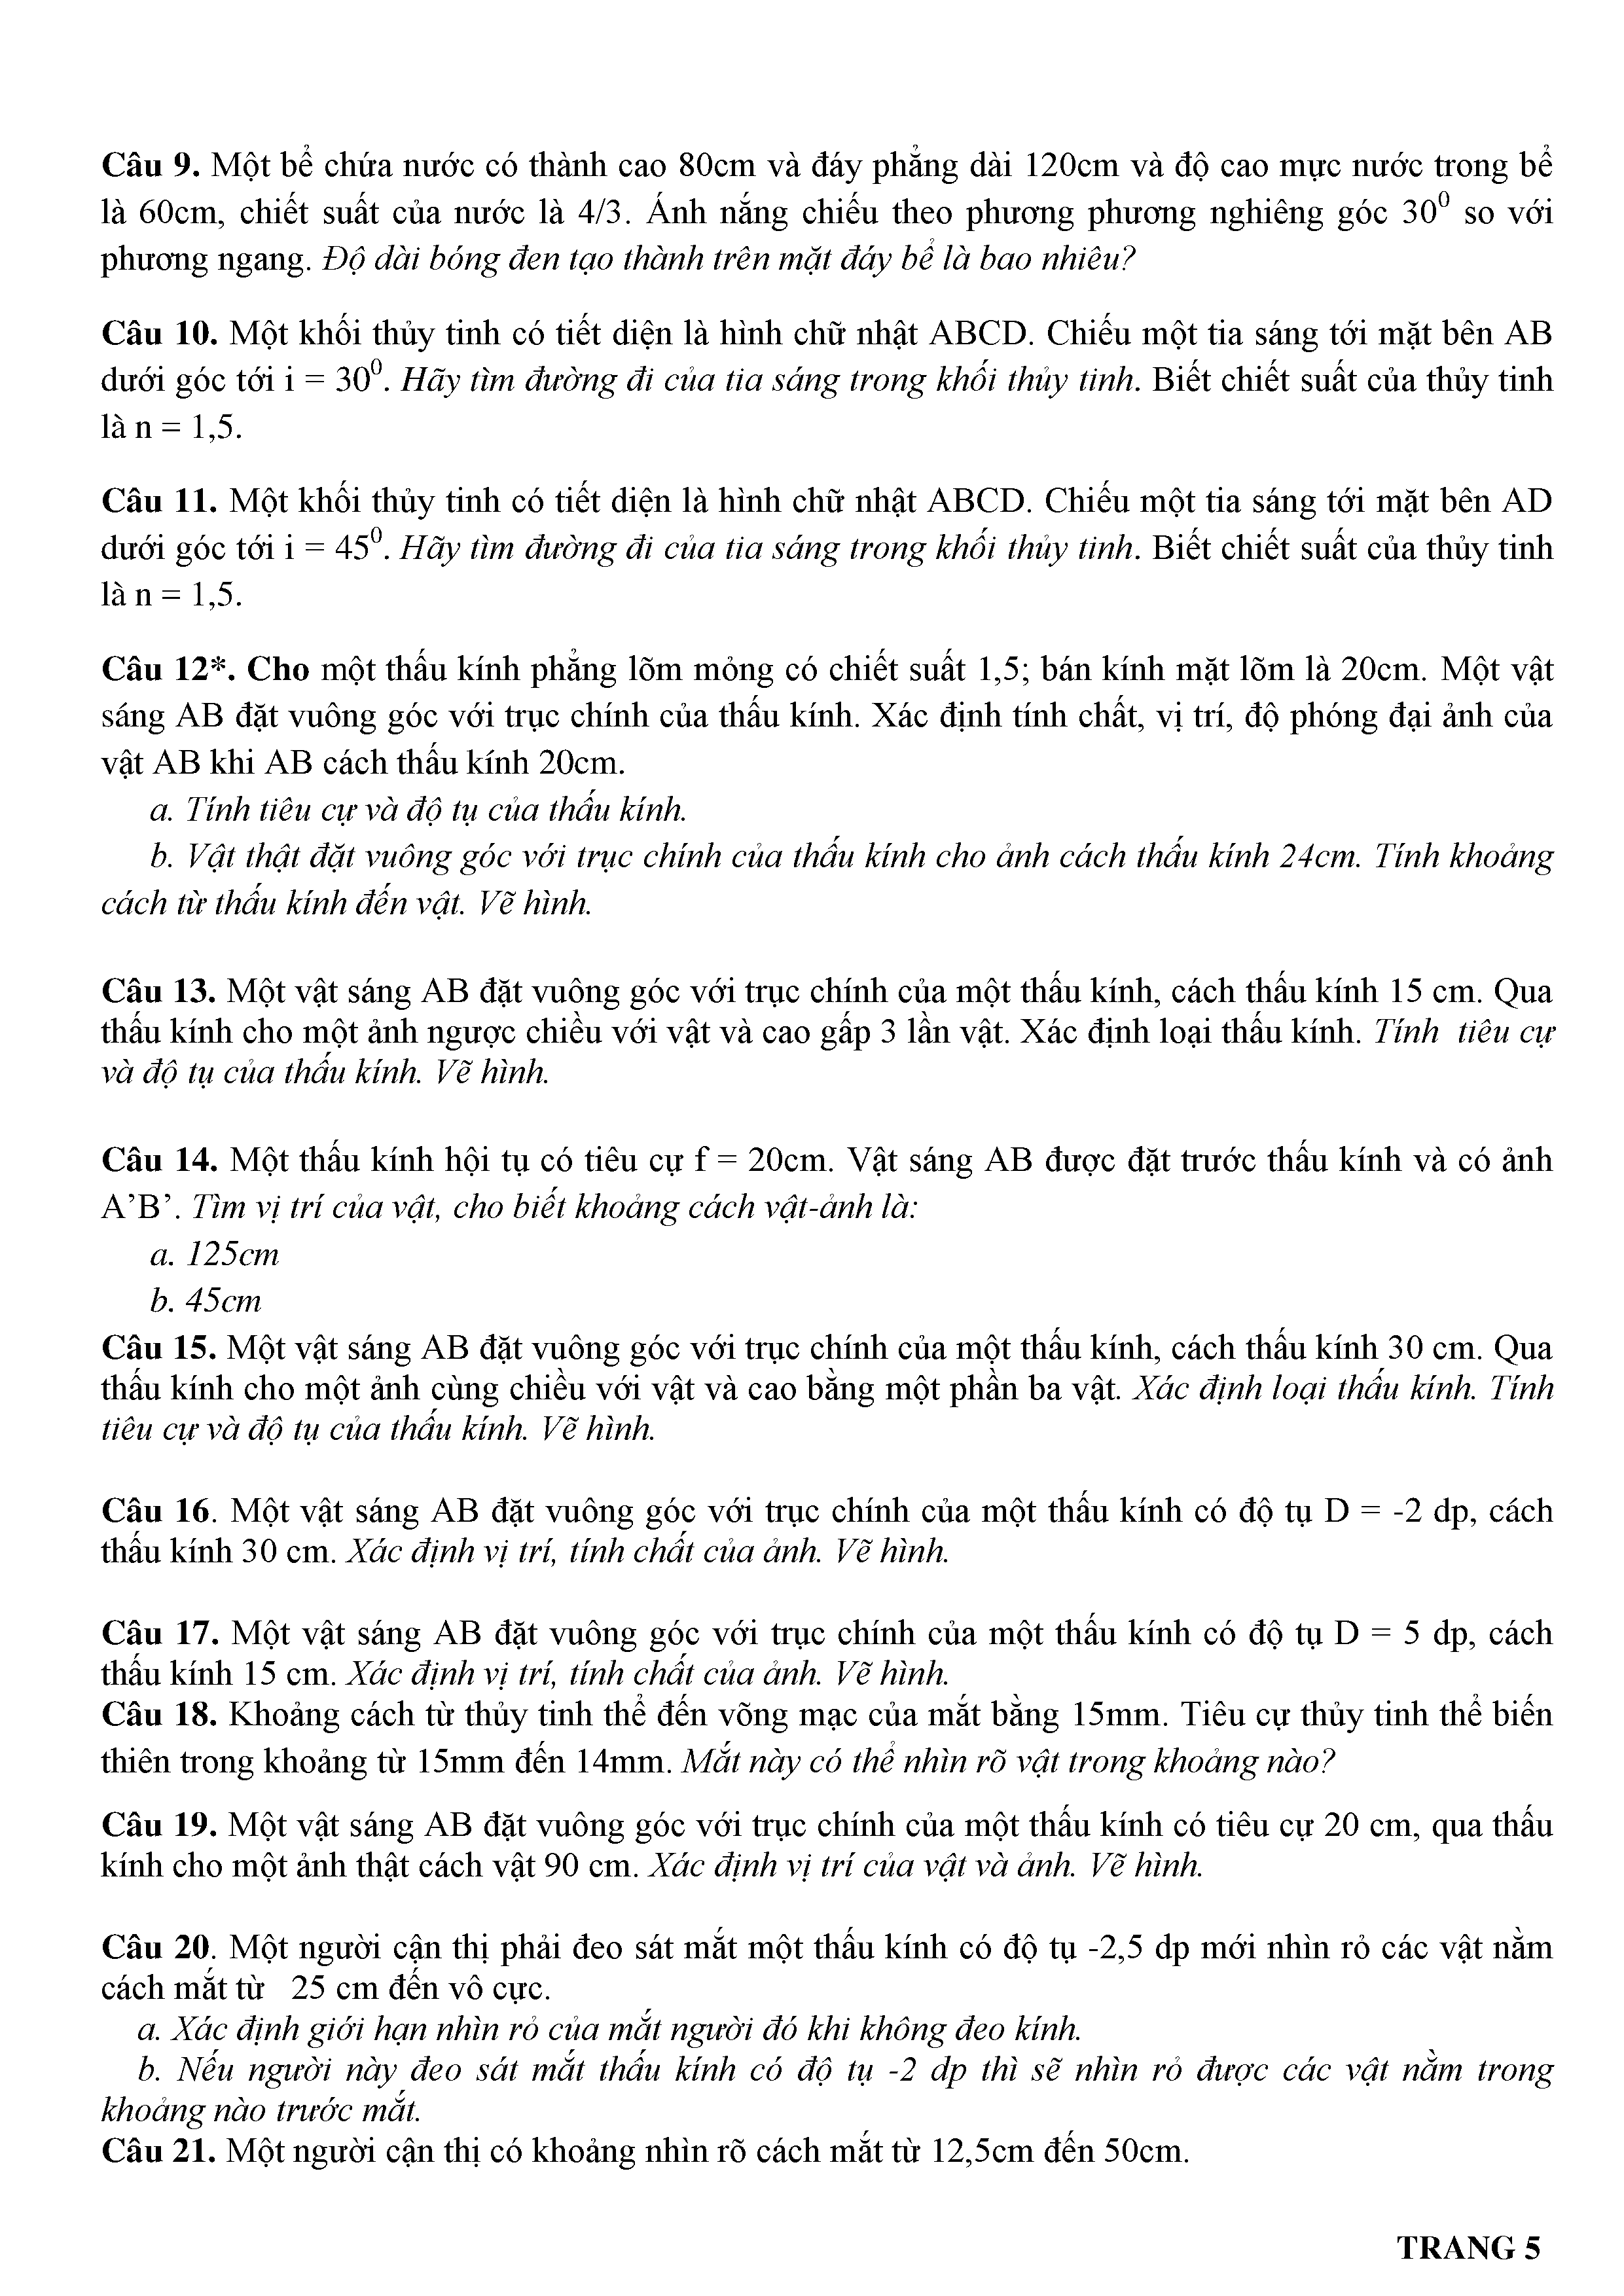 Câu 9. Một bể chứa nước có thành cao 80cm và đáy phẳng dài 120cm và độ cao mực nước trong bể
là 60cm, chiết suất của nước là 4/3. Ánh nắng chiếu theo phương phương nghiêng góc 30⁰ so với
phương ngang. Độ dài bóng đen tạo thành trên mặt đáy bể là bao nhiêu?
Câu 10. Một khối thủy tinh có tiết diện là hình chữ nhật ABCD. Chiếu một tia sáng tới mặt bên AB
dưới góc tới i = 30⁰. Hãy tìm đường đi của tia sáng trong khối thủy tinh. Biết chiết suất của thủy tinh
là n = 1,5.
Câu 11. Một khối thủy tinh có tiết diện là hình chữ nhật ABCD. Chiếu một tia sáng tới mặt bên AD
dưới góc tới i = 45⁰. Hãy tìm đường đi của tia sáng trong khối thủy tinh. Biết chiết suất của thủy tinh
là n = 1,5.
Câu 12*. Cho một thấu kính phẳng lõm mỏng có chiết suất 1,5; bán kính mặt lõm là 20cm. Một vật
sáng AB đặt vuông góc với trục chính của thấu kính. Xác định tính chất, vị trí, độ phóng đại ảnh của
vật AB khi AB cách thấu kính 20cm.
a. Tính tiêu cự và độ tụ của thấu kính.
b. Vật thật đặt vuông góc với trục chính của thấu kính cho ảnh cách thấu kính 24cm. Tính khoảng
cách từ thấu kính đến vật. Vẽ hình.
Câu 13. Một vật sáng AB đặt vuông góc với trục chính của một thấu kính, cách thấu kính 15 cm. Qua
thấu kính cho một ảnh ngược chiều với vật và cao gấp 3 lần vật. Xác định loại thấu kính. Tính  tiêu cự
và độ tụ của thấu kính. Vẽ hình.
Câu 14. Một thấu kính hội tụ có tiêu cự f = 20cm. Vật sáng AB được đặt trước thấu kính và có ảnh
A’B’. Tìm vị trí của vật, cho biết khoảng cách vật-ảnh là:
a. 125cm
b. 45cm
Câu 15. Một vật sáng AB đặt vuông góc với trục chính của một thấu kính, cách thấu kính 30 cm. Qua
thấu kính cho một ảnh cùng chiều với vật và cao bằng một phần ba vật. Xác định loại thấu kính. Tính
tiêu cự và độ tụ của thấu kính. Vẽ hình.
Câu 16. Một vật sáng AB đặt vuông góc với trục chính của một thấu kính có độ tụ D = -2 dp, cách
thấu kính 30 cm. Xác định vị trí, tính chất của ảnh. Vẽ hình.
Câu 17. Một vật sáng AB đặt vuông góc với trục chính của một thấu kính có độ tụ D = 5 dp, cách
thấu kính 15 cm. Xác định vị trí, tính chất của ảnh. Vẽ hình.
Câu 18. Khoảng cách từ thủy tinh thể đến võng mạc của mắt bằng 15mm. Tiêu cự thủy tinh thể biến
thiên trong khoảng từ 15mm đến 14mm. Mắt này có thể nhìn rõ vật trong khoảng nào?
Câu 19. Một vật sáng AB đặt vuông góc với trục chính của một thấu kính có tiêu cự 20 cm, qua thấu
kính cho một ảnh thật cách vật 90 cm. Xác định vị trí của vật và ảnh. Vẽ hình.
Câu 20. Một người cận thị phải đeo sát mắt một thấu kính có độ tụ -2,5 dp mới nhìn rỏ các vật nằm
cách mắt từ  25 cm đến vô cực.
a. Xác định giới hạn nhìn rỏ của mắt người đó khi không đeo kính.
b. Nếu người này đeo sát mắt thấu kính có độ tụ -2 dp thì sẽ nhìn rỏ được các vật nằm trong
khoảng nào trước mắt.
Câu 21. Một người cận thị có khoảng nhìn rõ cách mắt từ 12,5cm đến 50cm.
TRANG 5